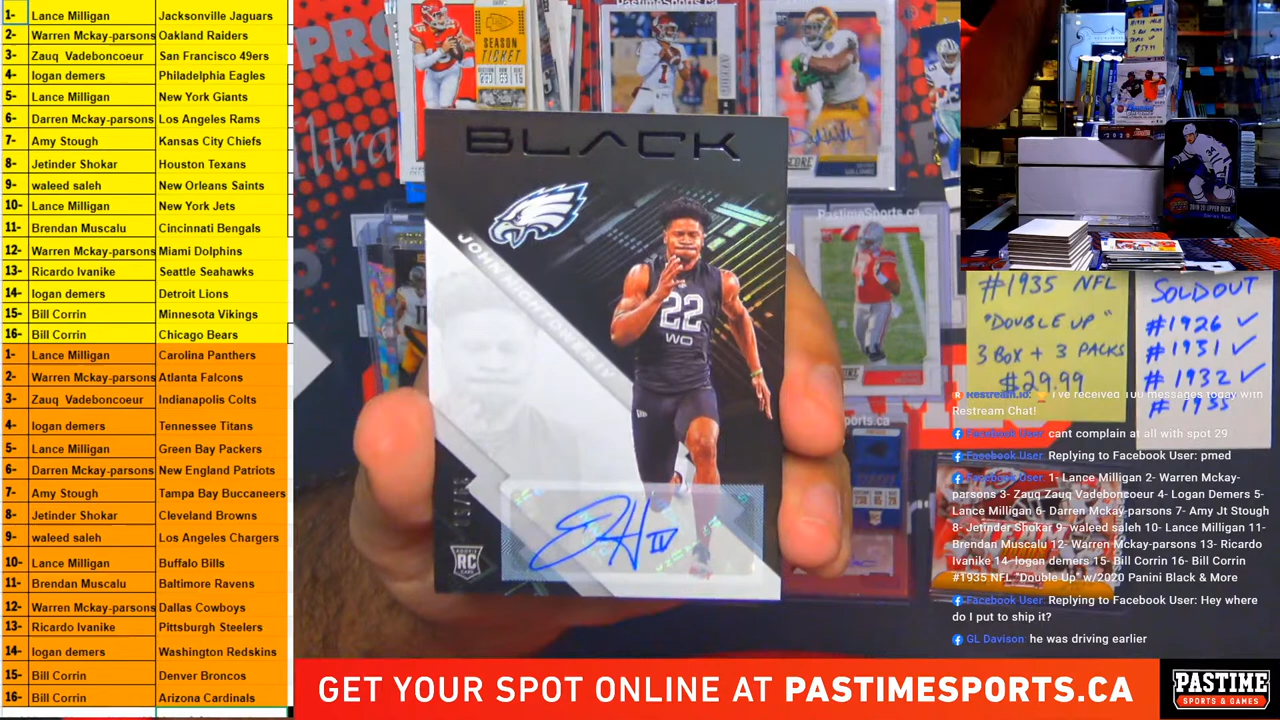 1- Lance Milligan Jacksonville Jaguars
2- Warren Mckay-parsons Oakland Raiders
3- Zauq Vadeboncoeur San Francisco 49ers
4- logan demers Philadelphia Eagles
5- Lance Milligan New York Giants
6- Darren Mckay-parsons Los Angeles Rams
7- Amy Stough Kansas City Chiefs
8- Jetinder Shokar Houston Texans
9- waleed saleh New Orleans Saints
10- Lance Milligan New York Jets
11- Brendan Muscalu Cincinnati Bengals
12- Warren Mckay-parsons Miami Dolphins
13- Ricardo Ivanike Seattle Seahawks
14- logan demers Detroit Lions
15- Bill Corrin Minnesota Vikings
16- Bill Corrin Chicago Bears
1- Lance Milligan Carolina Panthers
2- Warren Mckay-parsons Atlanta Falcons
3- Zauq Vadeboncoeur Indianapolis Colts
4- logan demers Tennessee Titans
5- Lance Milligan Green Bay Packers
6- Darren Mckay-parsons New England Patriots
7- Amy Stough Tampa Bay Buccaneers
8- Jetinder Shokar Cleveland Browns
9- waleed saleh Los Angeles Chargers
10- Lance Milligan Buffalo Bills
11- Brendan Muscalu Baltimore Ravens
12- Warren Mckay-parsons Dallas Cowboys
13- Ricardo Ivanike Pittsburgh Steelers
14- logan demers Washington Redskins
15- Bill Corrin Denver Broncos
16- Bill Corrin Arizona Cardinals
SEASON
TICKET
SCORE
BLACK
JOHN HIGHTOWER IV
22
WO
JH IV
RC
PastimeSports.ca
#1935 NFL
"DOUBLE UP"
3 BOX + 3 PACKS
$29.99
SOLDOUT
#1926 ✓
#1931 ✓
#1932 ✓
34
Restream.io: 🏆 I've received 100 messages today with
Restream Chat!
Facebook User: cant complain at all with spot 29
Facebook User: Replying to Facebook User: pmed
Facebook User: 1- Lance Milligan 2- Warren Mckay-
parsons 3- Zauq Zauq Vadeboncoeur 4- Logan Demers 5-
Lance Milligan 6- Darren Mckay-parsons 7- Amy Jt Stough
8- Jetinder Shokar 9- waleed saleh 10- Lance Milligan 11-
Brendan Muscalu 12- Warren Mckay-parsons 13- Ricardo
Ivanike 14- logan demers 15- Bill Corrin 16- Bill Corrin
#1935 NFL "Double Up" w/2020 Panini Black & More
Facebook User: Replying to Facebook User: Hey where
do I put to ship it?
GL Davison: he was driving earlier
GET YOUR SPOT ONLINE AT PASTIMESPORTS.CA
PASTIME
SPORTS & GAMES